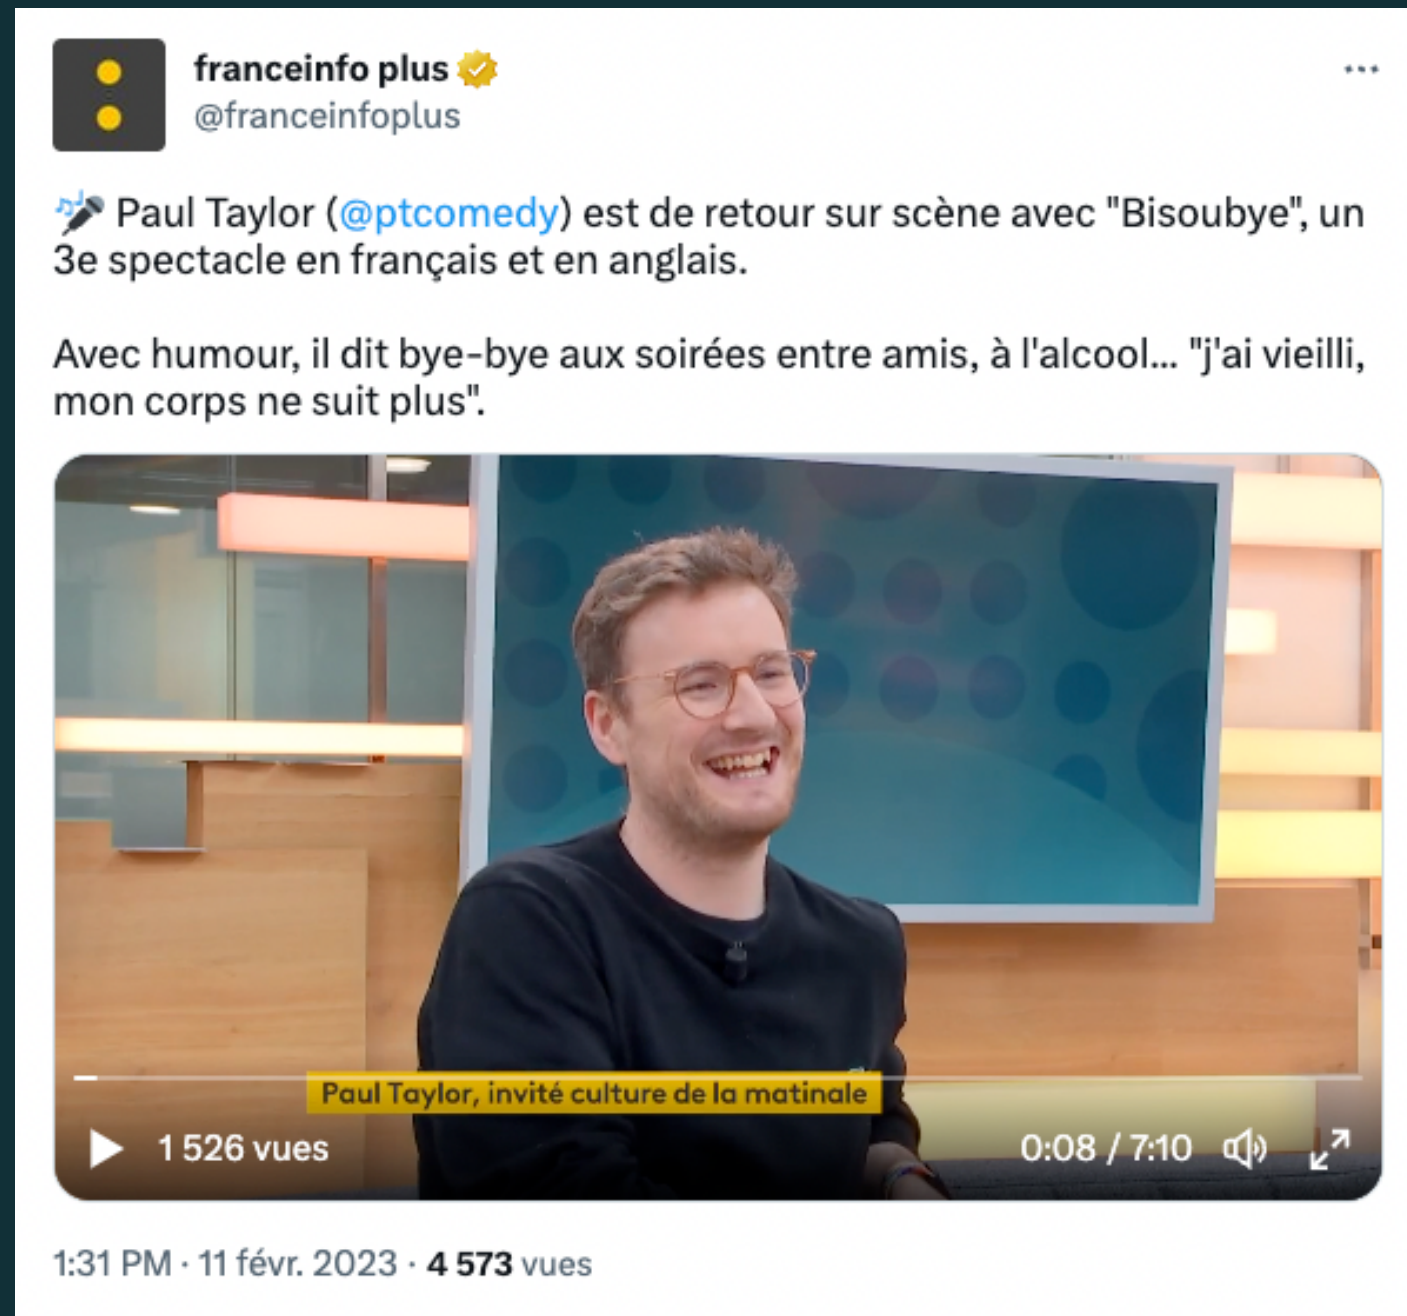 franceinfo plus
@franceinfoplus
Paul Taylor (@ptcomedy) est de retour sur scène avec "Bisoubye", un
3e spectacle en français et en anglais.
Avec humour, il dit bye-bye aux soirées entre amis, à l'alcool... "j'ai vieilli,
mon corps ne suit plus".
Paul Taylor, invité culture de la matinale
1 526 vues
0:08 / 7:10
1:31 PM · 11 févr. 2023 · 4 573 vues